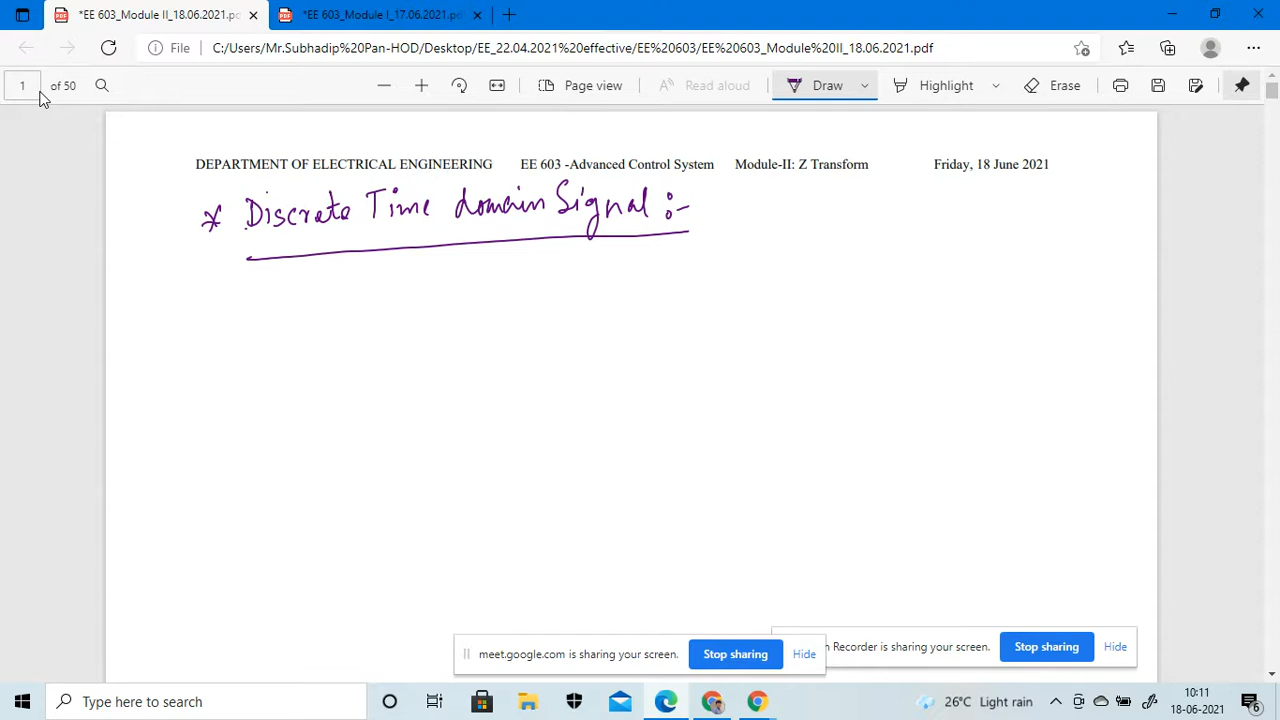 *EE 603_Module II_18.06.2021.pd
*EE 603_Module I_17.06.2021.pdf
File C:/Users/Mr.Subhadip%20Pan-HOD/Desktop/EE_22.04.2021%20effective/EE%20603/EE%20603_Module%20II_18.06.2021.pdf
1 of 50 Page view Read aloud Draw Highlight Erase
DEPARTMENT OF ELECTRICAL ENGINEERING EE 603 -Advanced Control System Module-II: Z Transform Friday, 18 June 2021
* Discrete Time domain Signal :-
meet.google.com is sharing your screen. Stop sharing Hide
n Recorder is sharing your screen. Stop sharing Hide
Type here to search
26°C Light rain
10:11
18-06-2021
6